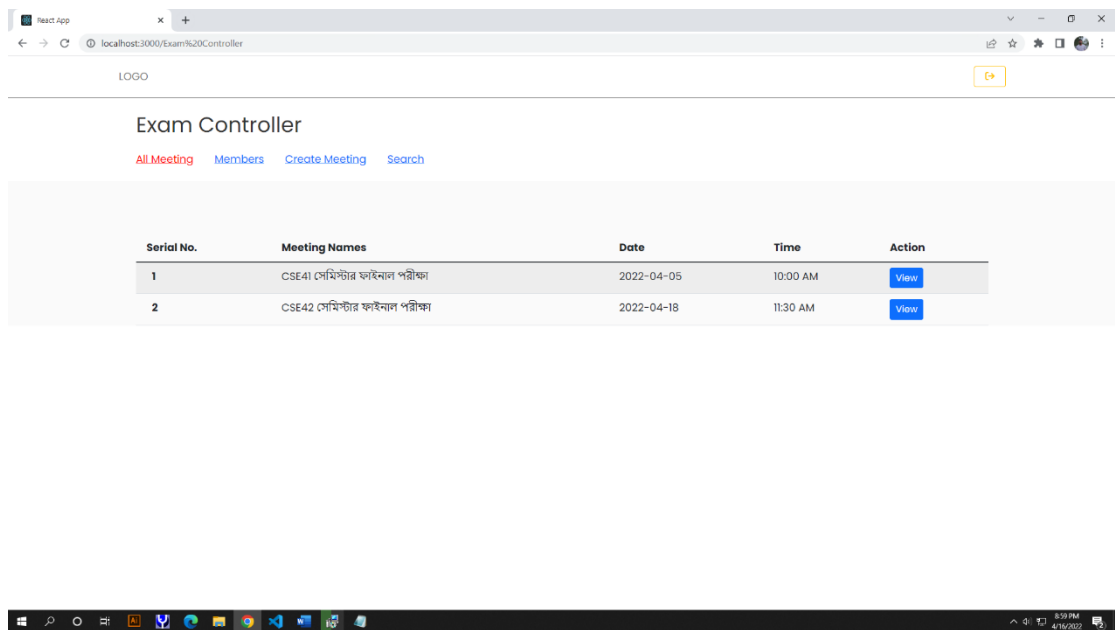 React App
localhost:3000/Exam%20Controller
LOGO
Exam Controller
All Meeting Members Create Meeting Search
Serial No. Meeting Names Date Time Action
1 CSE41 সেমিস্টার ফাইনাল পরীক্ষা 2022-04-05 10:00 AM View
2 CSE42 সেমিস্টার ফাইনাল পরীক্ষা 2022-04-18 11:30 AM View
Ai
8:59 PM
4/16/2022